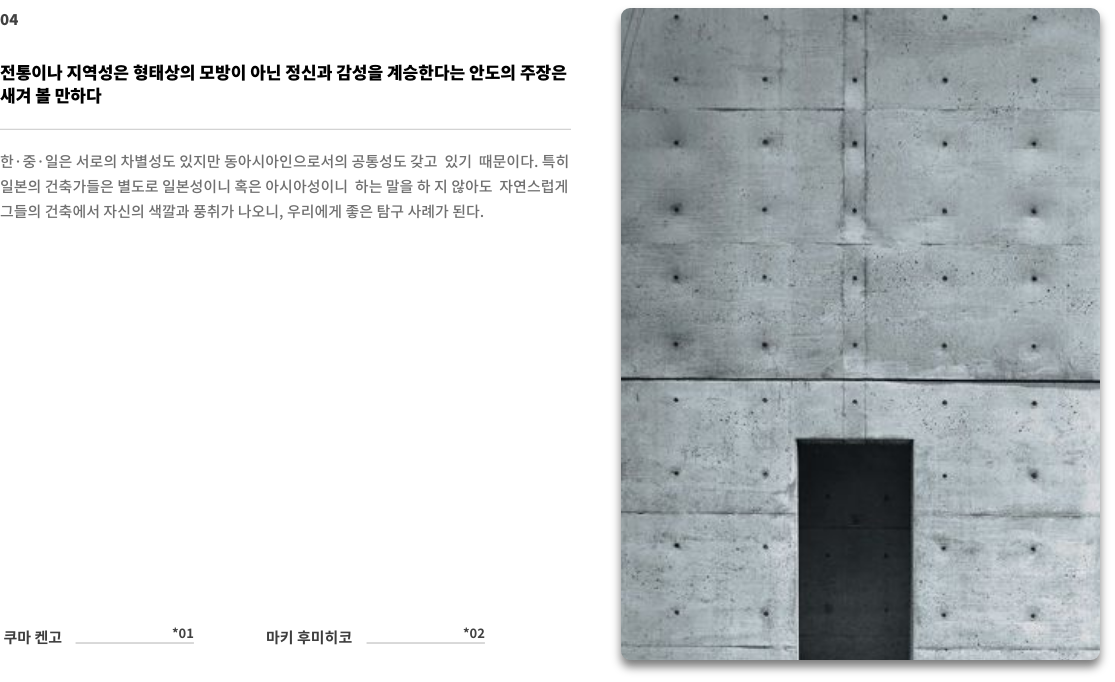 04
전통이나 지역성은 형태상의 모방이 아닌 정신과 감성을 계승한다는 안도의 주장은
새겨 볼 만하다
한·중·일은 서로의 차별성도 있지만 동아시아인으로서의 공통성도 갖고 있기 때문이다. 특히
일본의 건축가들은 별도로 일본성이니 혹은 아시아성이니 하는 말을 하 지 않아도 자연스럽게
그들의 건축에서 자신의 색깔과 풍취가 나오니, 우리에게 좋은 탐구 사례가 된다.
쿠마 켄고 *01 마키 후미히코 *02